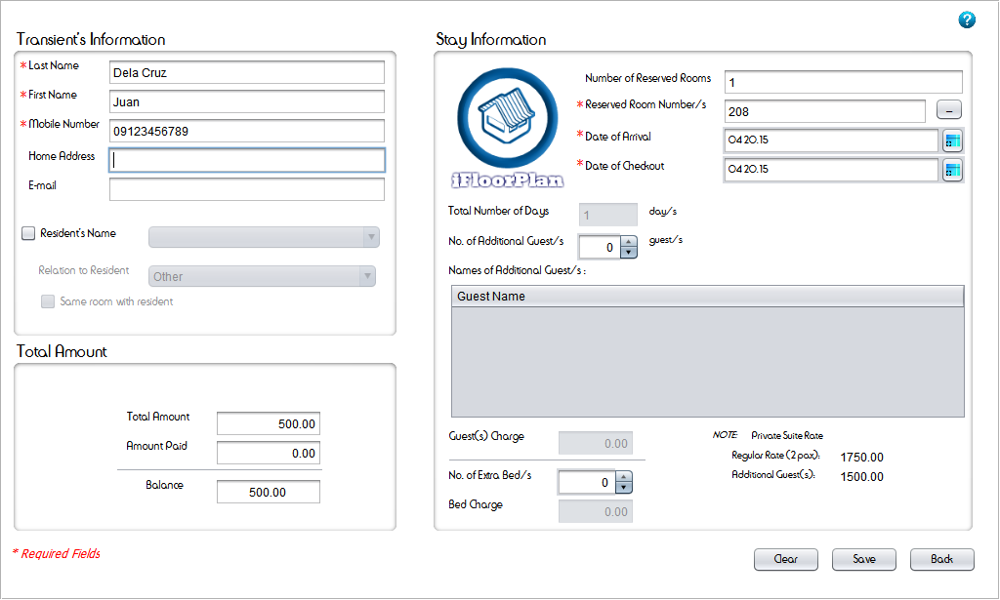 ?
Transient's Information
*Last Name Dela Cruz
*First Name Juan
*Mobile Number 09123456789
Home Address
E-mail
Resident's Name
Relation to Resident Other
Same room with resident
Total Amount
Total Amount 500.00
Amount Paid 0.00
Balance 500.00
* Required Fields
Stay Information
iFloorPlan
Number of Reserved Rooms 1
*Reserved Room Number/s 208 -
*Date of Arrival 04.20.15
*Date of Checkout 04.20.15
Total Number of Days 1 day/s
No. of Additional Guest/s 0 guest/s
Names of Additional Guest/s :
Guest Name
Guest(s) Charge 0.00
No. of Extra Bed/s 0
Bed Charge 0.00
NOTE: Private Suite Rate
Regular Rate (2 pax): 1750.00
Additional Guest(s): 1500.00
Clear Save Back